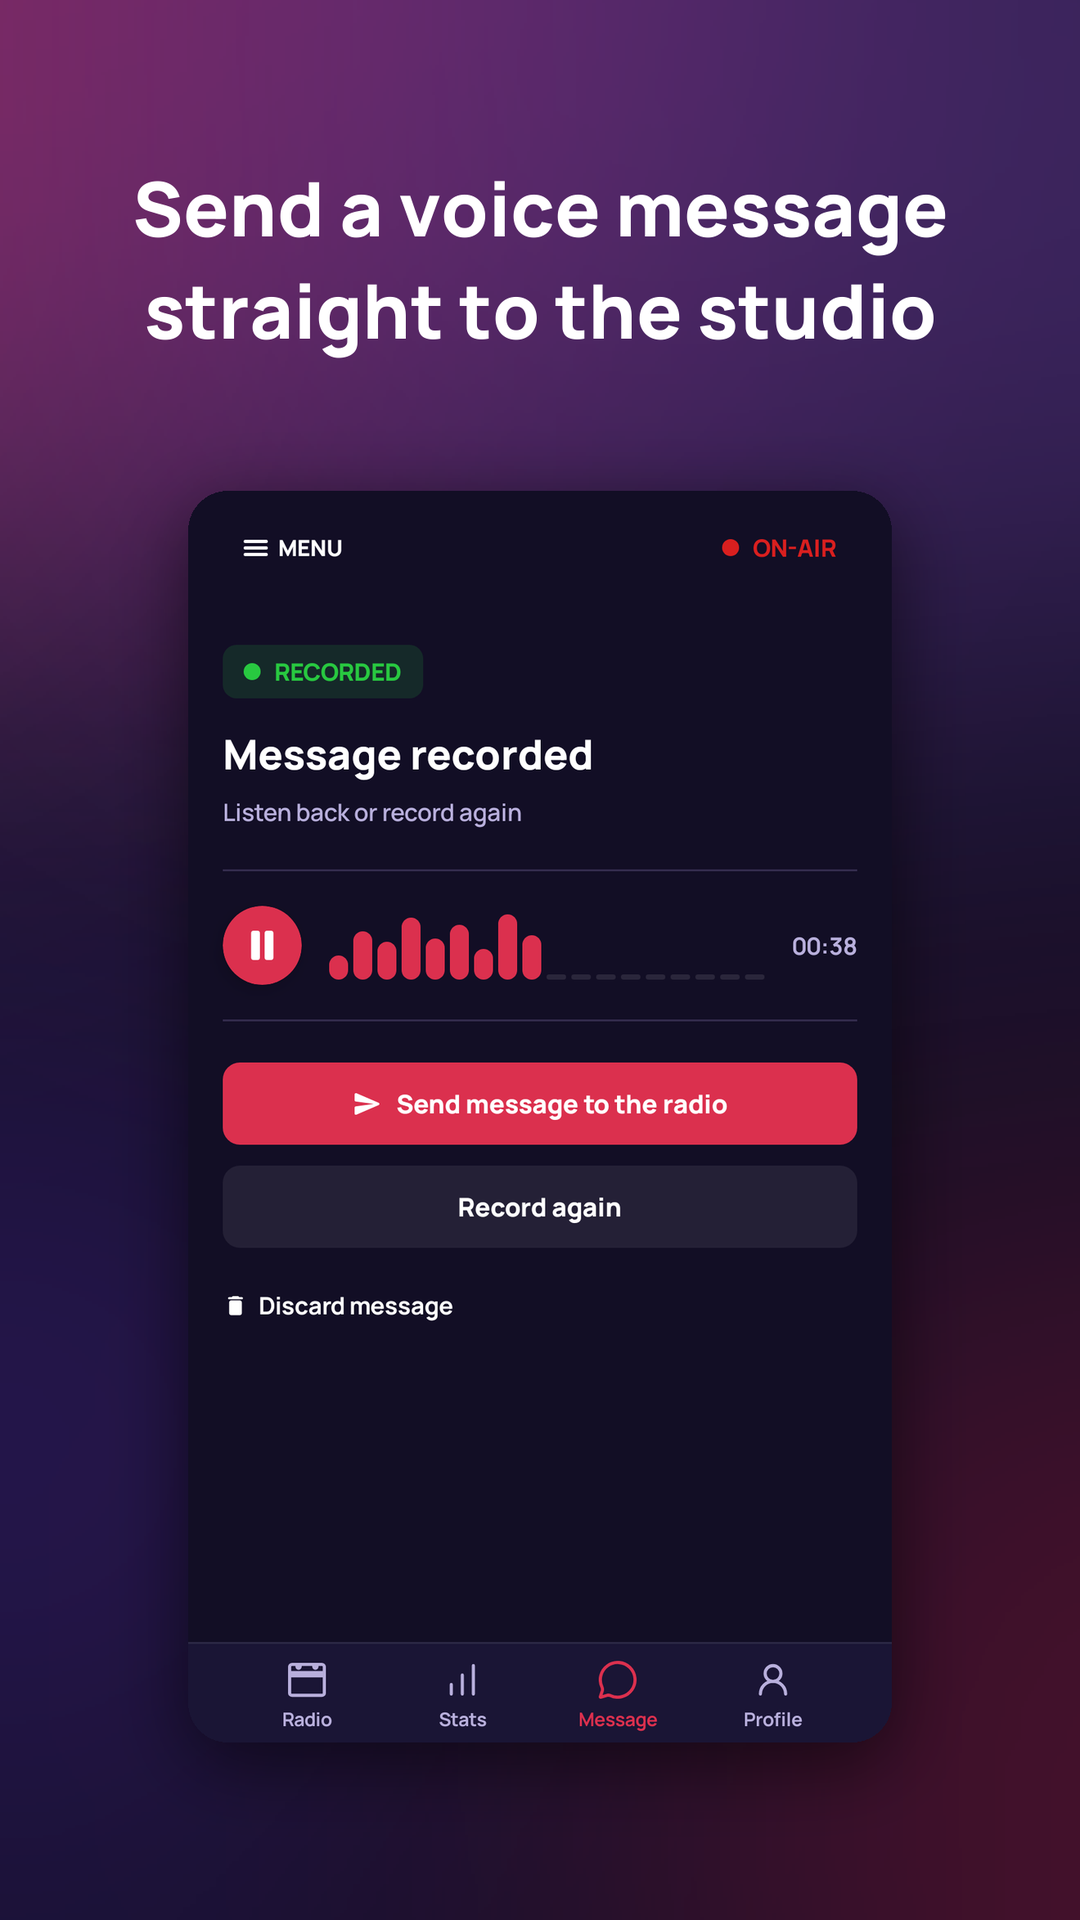 Send a voice message
straight to the studio
MENU
ON-AIR
RECORDED
Message recorded
Listen back or record again
00:38
Send message to the radio
Record again
Discard message
Radio
Stats
Message
Profile